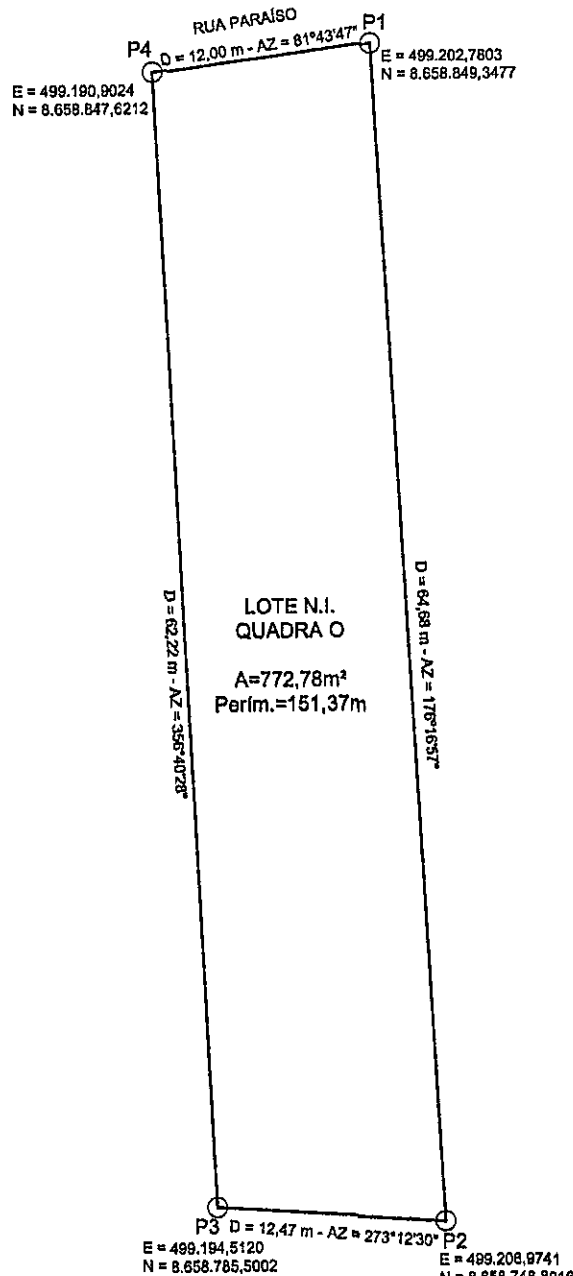 RUA PARAÍSO
P4
D = 12,00 m - AZ = 81°43'47"
P1
E = 499.202,7803
N = 8.658.849,3477
E = 499.190,9024
N = 8.658.847,6212
D = 62,22 m - AZ = 356°40'28"
LOTE N.I.
QUADRA O
A=772,78m²
Perím.=151,37m
D = 64,68 m - AZ = 176°16'57"
P3
D = 12,47 m - AZ = 273°12'30"
P2
E = 499.194,5120
N = 8.658.785,5002
E = 499.206,9741